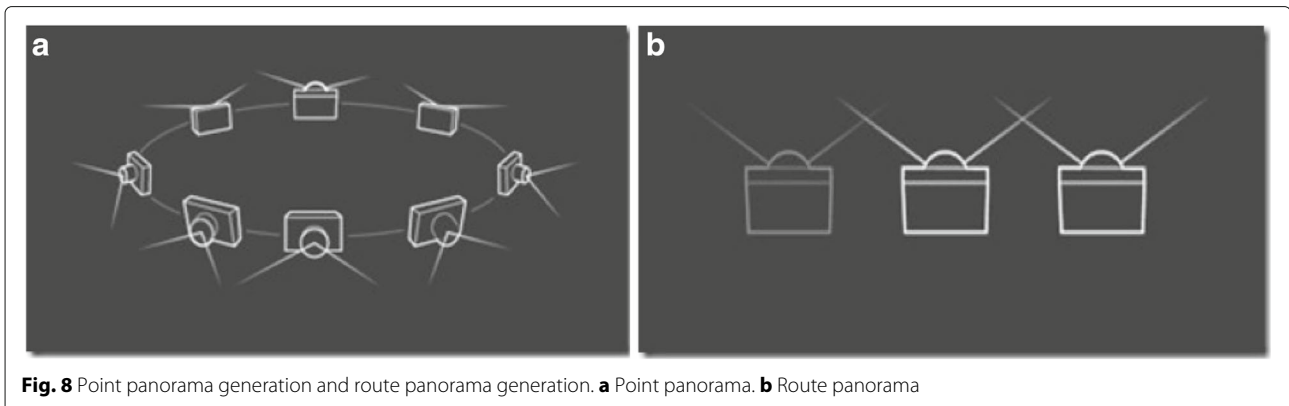 a
b
Fig. 8 Point panorama generation and route panorama generation. a Point panorama. b Route panorama